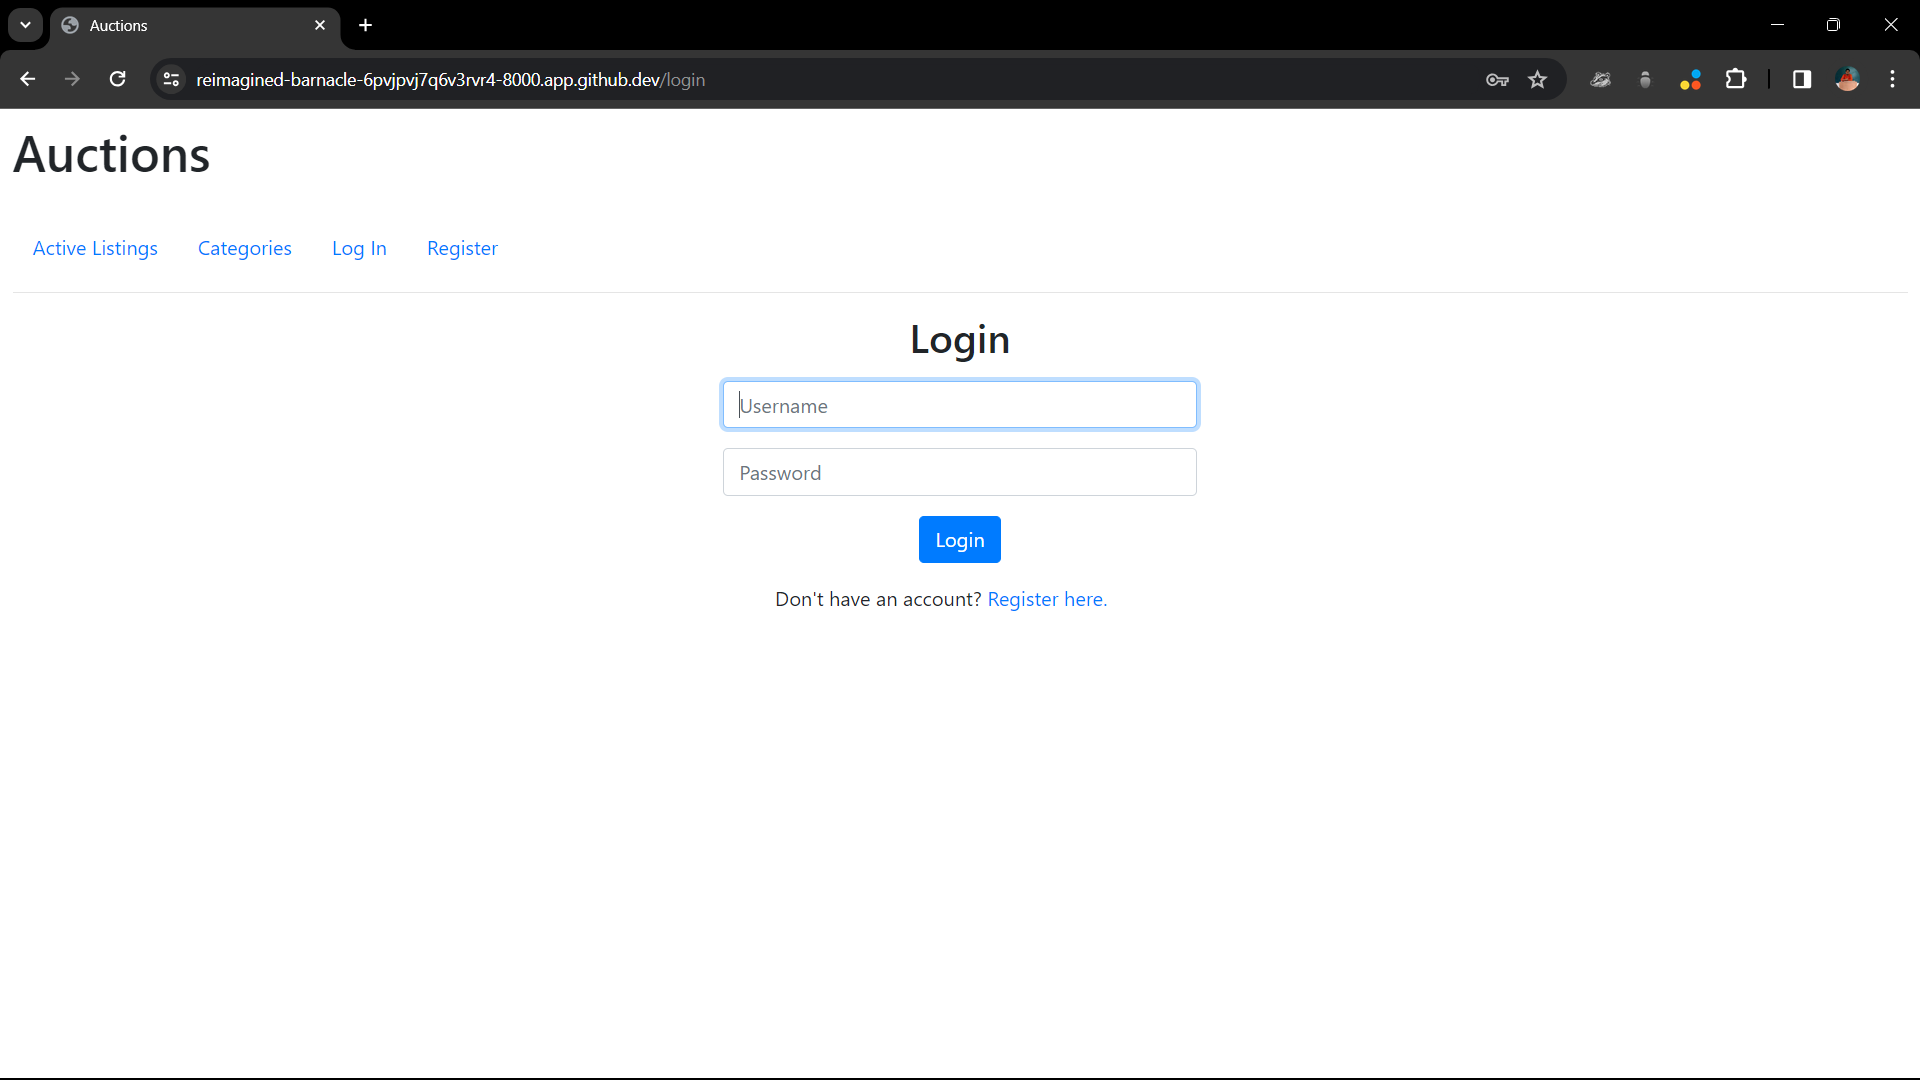 Auctions
reimagined-barnacle-6pvjpvj7q6v3rvr4-8000.app.github.dev/login
Auctions
Active Listings Categories Log In Register
Login
Username
Password
Login
Don't have an account? Register here.